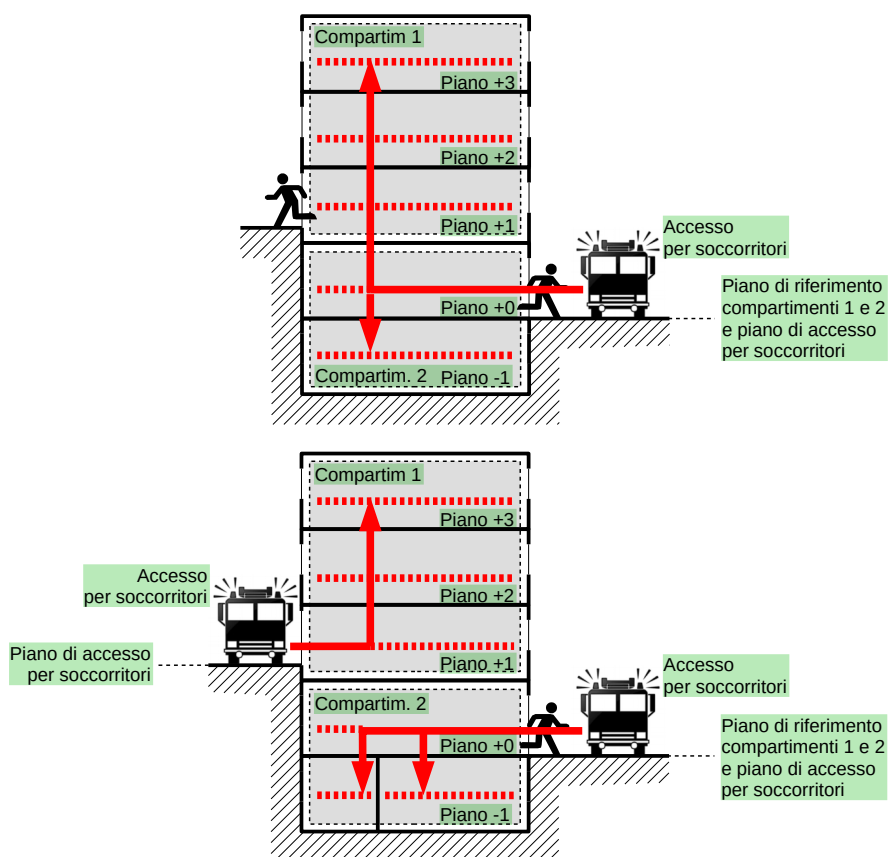 Compartim 1
Piano +3
Piano +2
Piano +1
Accesso
per soccorritori
Piano +0
Piano di riferimento
compartimenti 1 e 2
e piano di accesso
per soccorritori
Compartim. 2 Piano -1
Compartim 1
Piano +3
Accesso
per soccorritori
Piano +2
Piano di accesso
per soccorritori
Piano +1
Accesso
per soccorritori
Compartim. 2
Piano +0
Piano di riferimento
compartimenti 1 e 2
e piano di accesso
per soccorritori
Piano -1